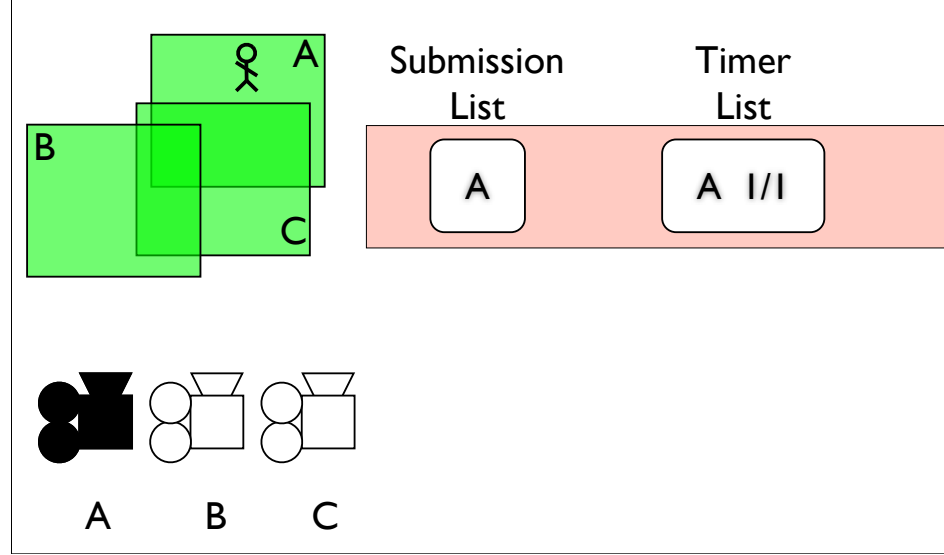 A
B
C
Submission
List
Timer
List
A
A 1/1
A B C